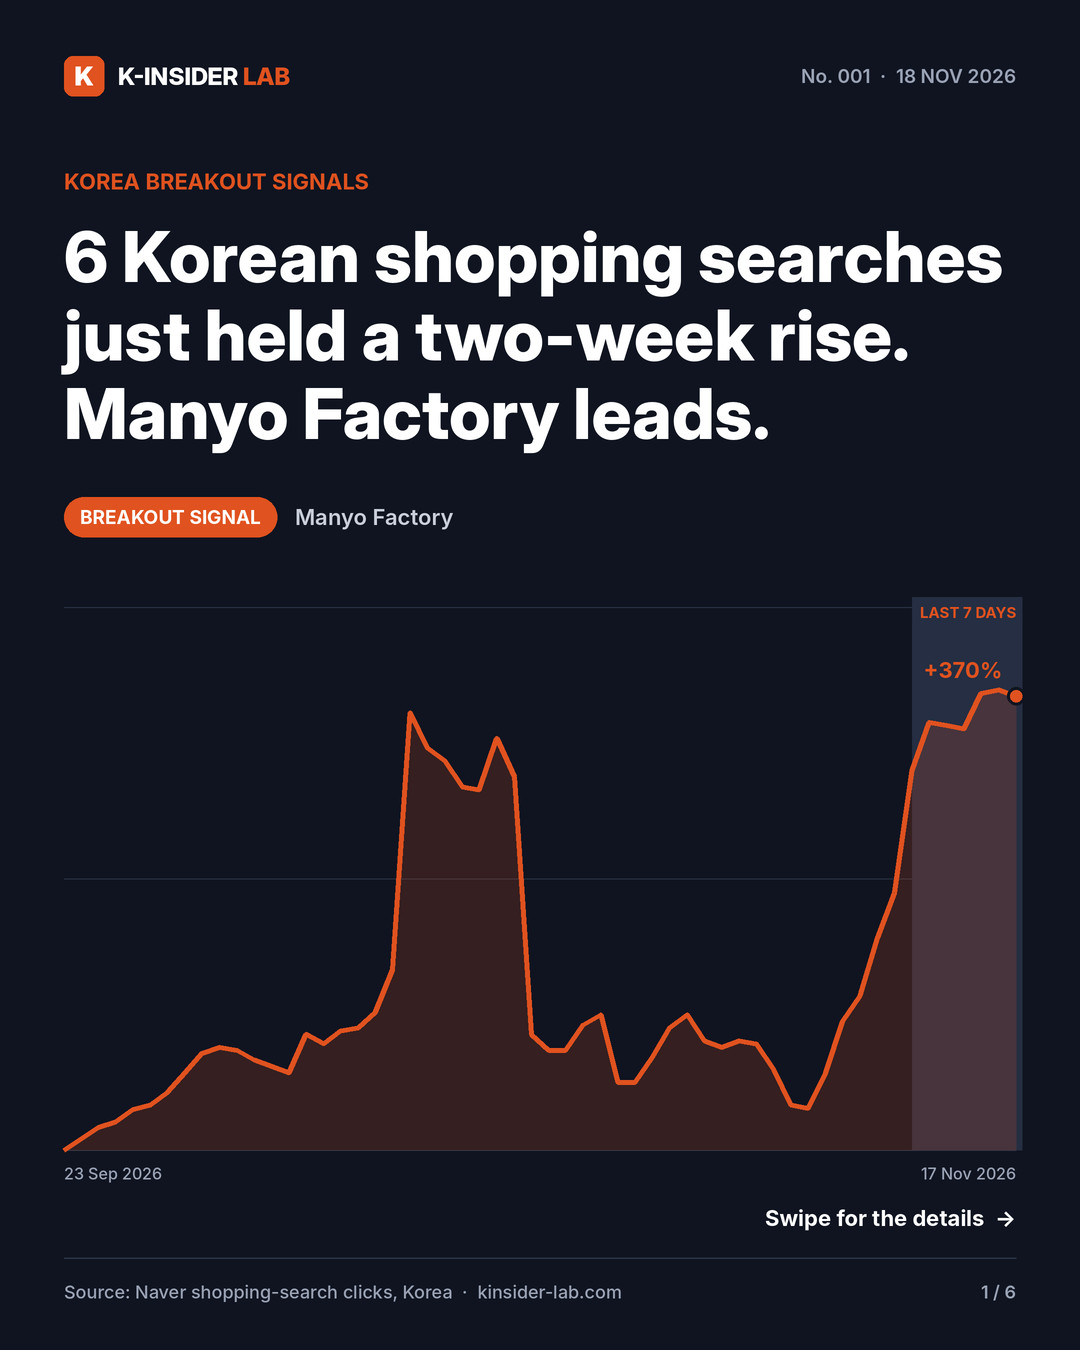 K K-INSIDER LAB
No. 001 · 18 NOV 2026
KOREA BREAKOUT SIGNALS
6 Korean shopping searches
just held a two-week rise.
Manyo Factory leads.
BREAKOUT SIGNAL Manyo Factory
LAST 7 DAYS
+370%
23 Sep 2026
17 Nov 2026
Swipe for the details →
Source: Naver shopping-search clicks, Korea · kinsider-lab.com
1 / 6